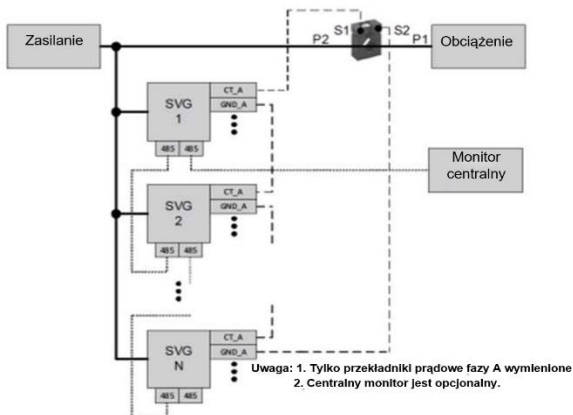 Zasilanie
S1
S2
P2
P1
Obciążenie
SVG
1
CT_A
GND_A
485
485
Monitor
centralny
SVG
2
CT_A
GND_A
485
485
SVG
N
CT_A
GND_A
485
485
Uwaga: 1. Tylko przekładniki prądowe fazy A wymienione
2. Centralny monitor jest opcjonalny.